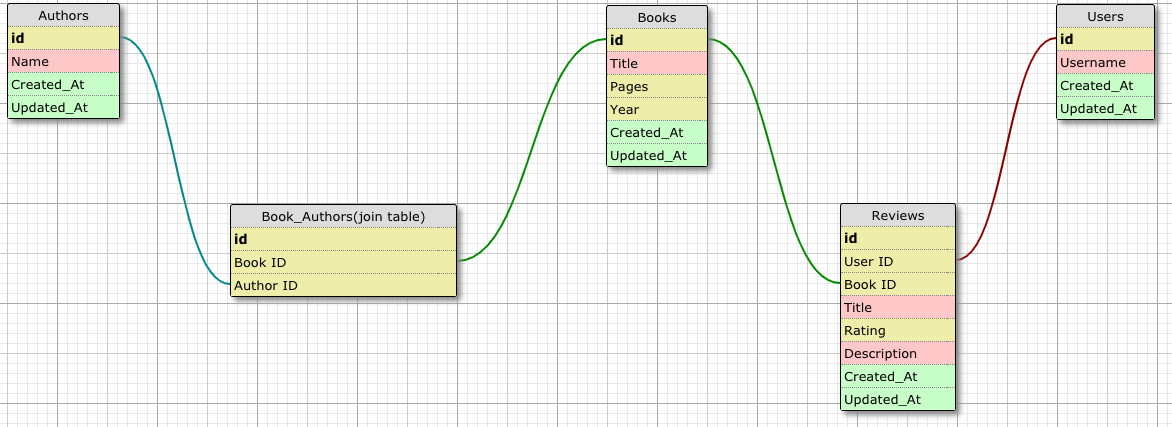 Authors
id
Name
Created_At
Updated_At
Book_Authors(join table)
id
Book ID
Author ID
Books
id
Title
Pages
Year
Created_At
Updated_At
Reviews
id
User ID
Book ID
Title
Rating
Description
Created_At
Updated_At
Users
id
Username
Created_At
Updated_At